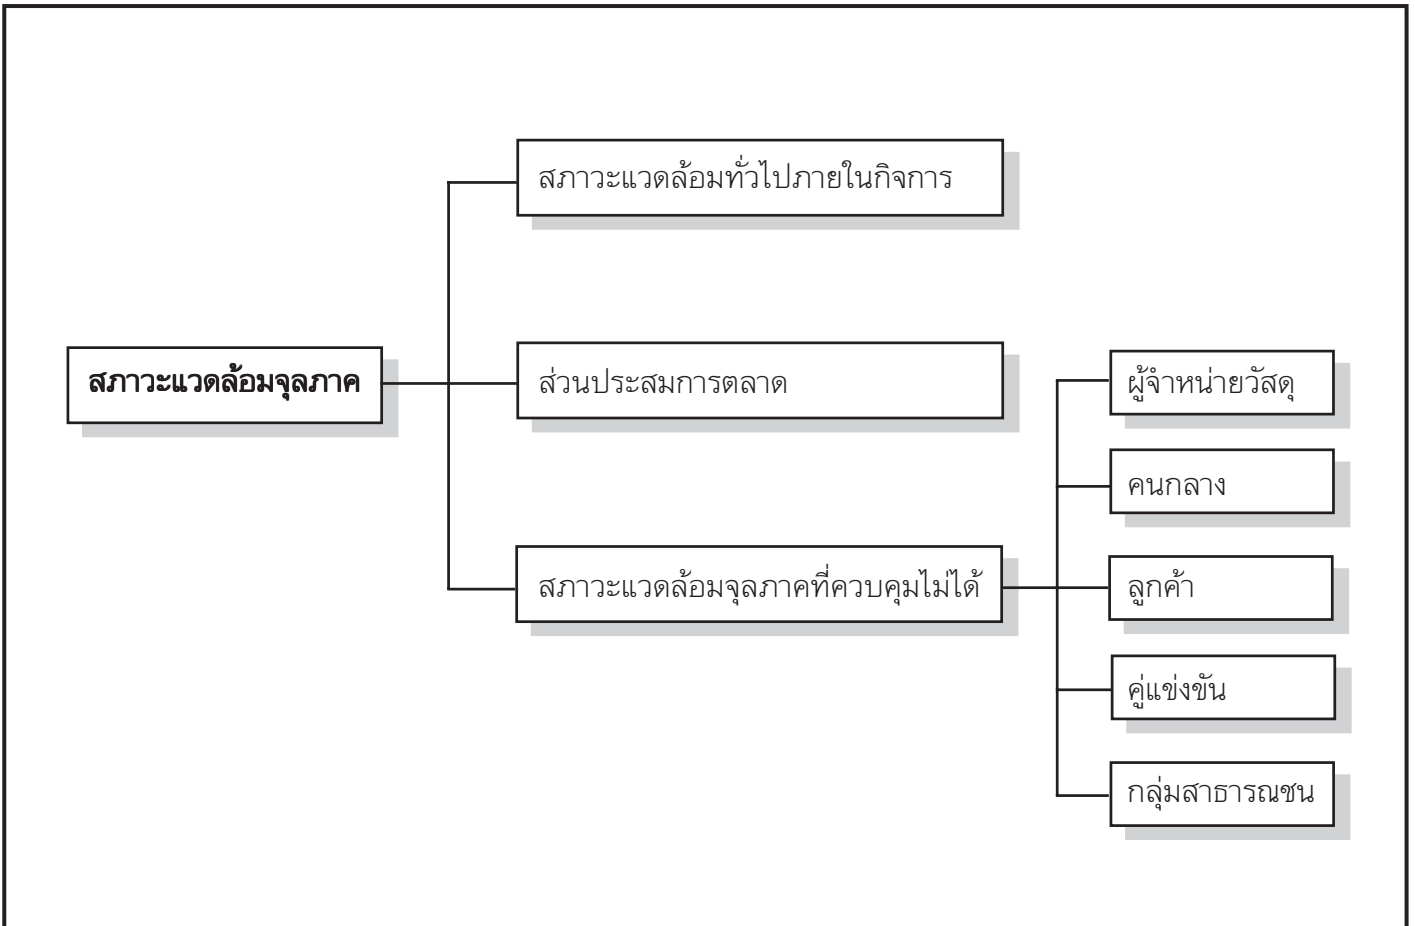 สภาวะแวดล้อมทั่วไปภายในกิจการ
สภาวะแวดล้อมจุลภาค
ส่วนประสมการตลาด
สภาวะแวดล้อมจุลภาคที่ควบคุมไม่ได้
ผู้จำหน่ายวัสดุ
คนกลาง
ลูกค้า
คู่แข่งขัน
กลุ่มสาธารณชน